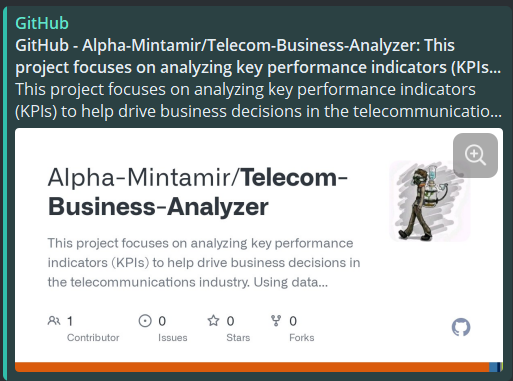 GitHub
GitHub - Alpha-Mintamir/Telecom-Business-Analyzer: This
project focuses on analyzing key performance indicators (KPIs...
This project focuses on analyzing key performance indicators
(KPIs) to help drive business decisions in the telecommunicatio...
Alpha-Mintamir/Telecom-
Business-Analyzer
This project focuses on analyzing key performance
indicators (KPIs) to help drive business decisions in
the telecommunications industry. Using data...
1 0 0 0
Contributor Issues Stars Forks